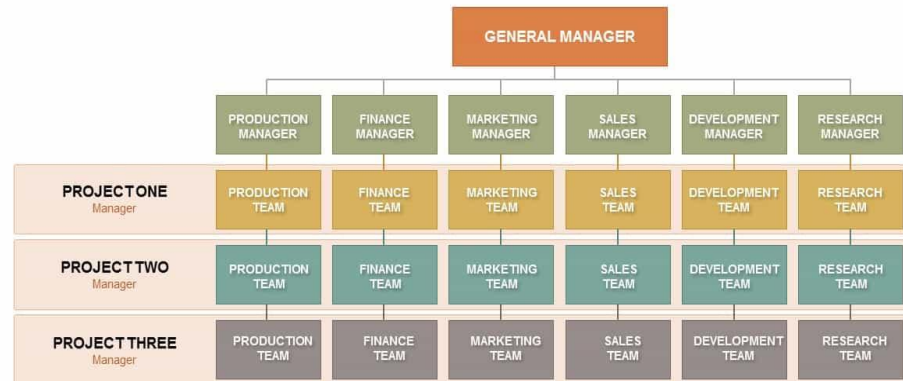 GENERAL MANAGER
PRODUCTION MANAGER
FINANCE MANAGER
MARKETING MANAGER
SALES MANAGER
DEVELOPMENT MANAGER
RESEARCH MANAGER
PROJECT ONE
Manager
PRODUCTION TEAM
FINANCE TEAM
MARKETING TEAM
SALES TEAM
DEVELOPMENT TEAM
RESEARCH TEAM
PROJECT TWO
Manager
PRODUCTION TEAM
FINANCE TEAM
MARKETING TEAM
SALES TEAM
DEVELOPMENT TEAM
RESEARCH TEAM
PROJECT THREE
Manager
PRODUCTION TEAM
FINANCE TEAM
MARKETING TEAM
SALES TEAM
DEVELOPMENT TEAM
RESEARCH TEAM